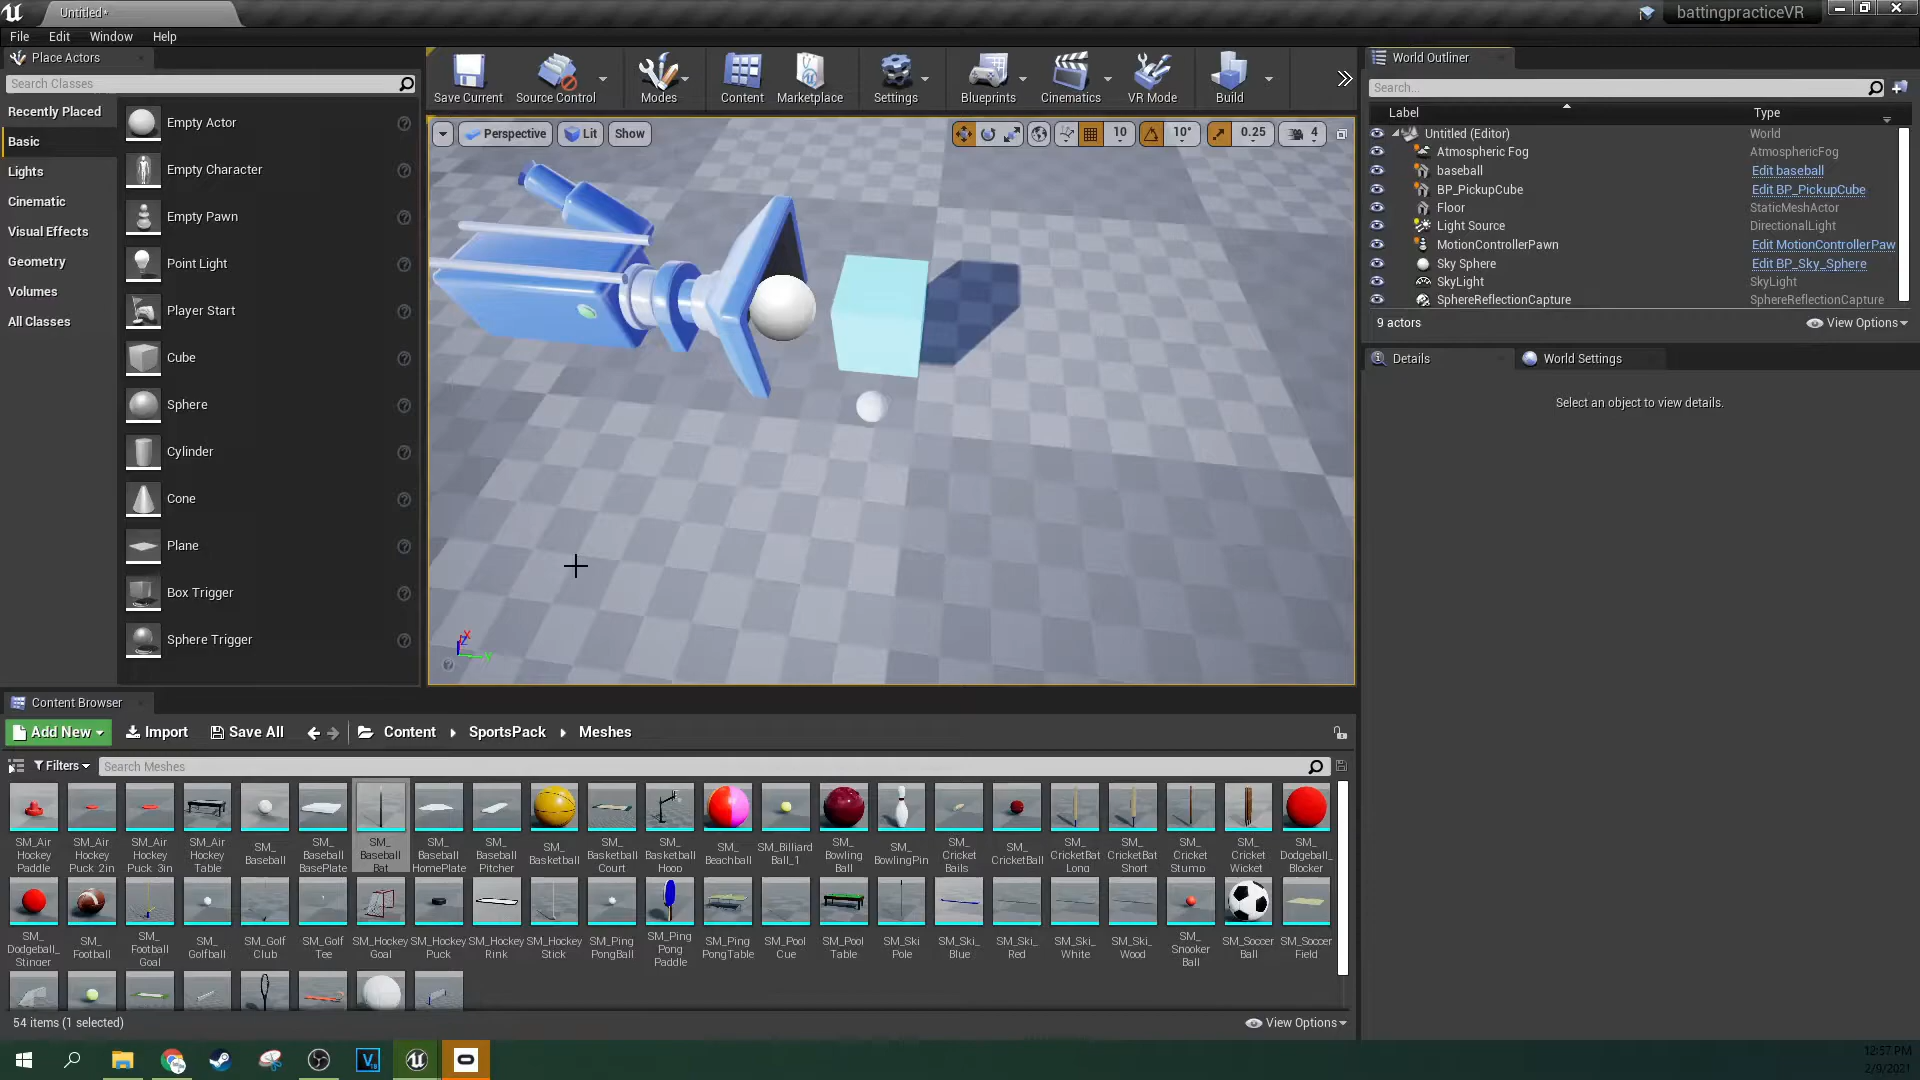 Untitled*
battingpracticeVR
File Edit Window Help
Place Actors
Search Classes
Recently Placed
Basic
Lights
Cinematic
Visual Effects
Geometry
Volumes
All Classes
Empty Actor
Empty Character
Empty Pawn
Point Light
Player Start
Cube
Sphere
Cylinder
Cone
Plane
Box Trigger
Sphere Trigger
Save Current Source Control Modes Content Marketplace Settings Blueprints Cinematics VR Mode Build
Perspective Lit Show 10 10° 0.25 4
X
Z
Y
World Outliner
Search...
Label Type
Untitled (Editor) World
Atmospheric Fog AtmosphericFog
baseball Edit baseball
BP_PickupCube Edit BP_PickupCube
Floor StaticMeshActor
Light Source DirectionalLight
MotionControllerPawn Edit MotionControllerPaw
Sky Sphere Edit BP_Sky_Sphere
SkyLight SkyLight
SphereReflectionCapture SphereReflectionCapture
9 actors View Options
Details World Settings
Select an object to view details.
Content Browser
Add New Import Save All Content SportsPack Meshes
Filters Search Meshes
SM_Air Hockey Paddle
SM_Air Hockey Puck_2in
SM_Air Hockey Puck_3in
SM_Air Hockey Table
SM_ Baseball
SM_ Baseball BasePlate
SM_ Baseball Bat
SM_ Baseball HomePlate
SM_ Baseball Pitcher
SM_ Basketball
SM_ Basketball Court
SM_ Basketball Hoop
SM_ Beachball
SM_Billiard Ball_1
SM_ Bowling Ball
SM_ BowlingPin
SM_ Cricket Bails
SM_ CricketBall
SM_ CricketBat Long
SM_ CricketBat Short
SM_ Cricket Stump
SM_ Cricket Wicket
SM_ Dodgeball_ Blocker
SM_ Dodgeball_ Stinger
SM_ Football
SM_ Football Goal
SM_ Golfball
SM_Golf Club
SM_Golf Tee
SM_Hockey Goal
SM_Hockey Puck
SM_Hockey Rink
SM_Hockey Stick
SM_Ping PongBall
SM_Ping Pong Paddle
SM_Ping PongTable
SM_Pool Cue
SM_Pool Table
SM_Ski Pole
SM_Ski_ Blue
SM_Ski_ Red
SM_Ski_ White
SM_Ski_ Wood
SM_ Snooker Ball
SM_Soccer Ball
SM_Soccer Field
54 items (1 selected) View Options
12:57 PM
2/9/2021